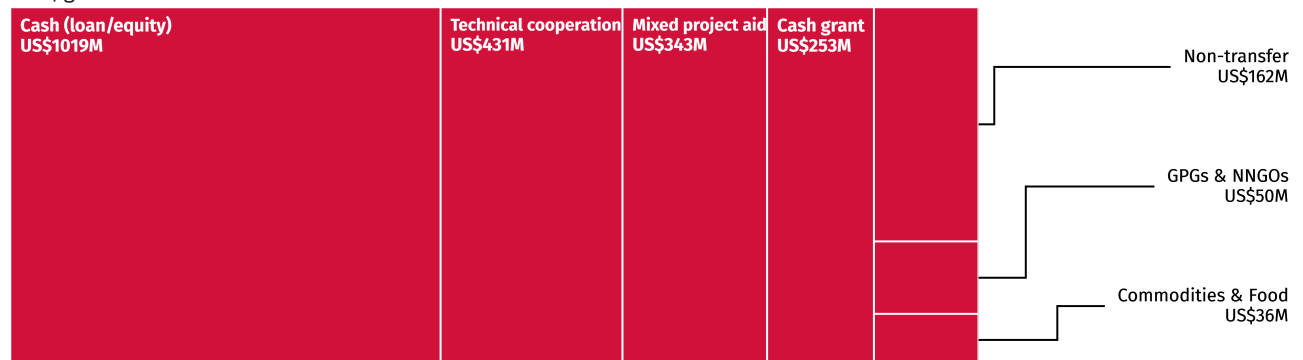 Cash (loan/equity)
US$1019M
Technical cooperation
US$431M
Mixed project aid
US$343M
Cash grant
US$253M
Non-transfer
US$162M
GPGs & NNGOs
US$50M
Commodities & Food
US$36M